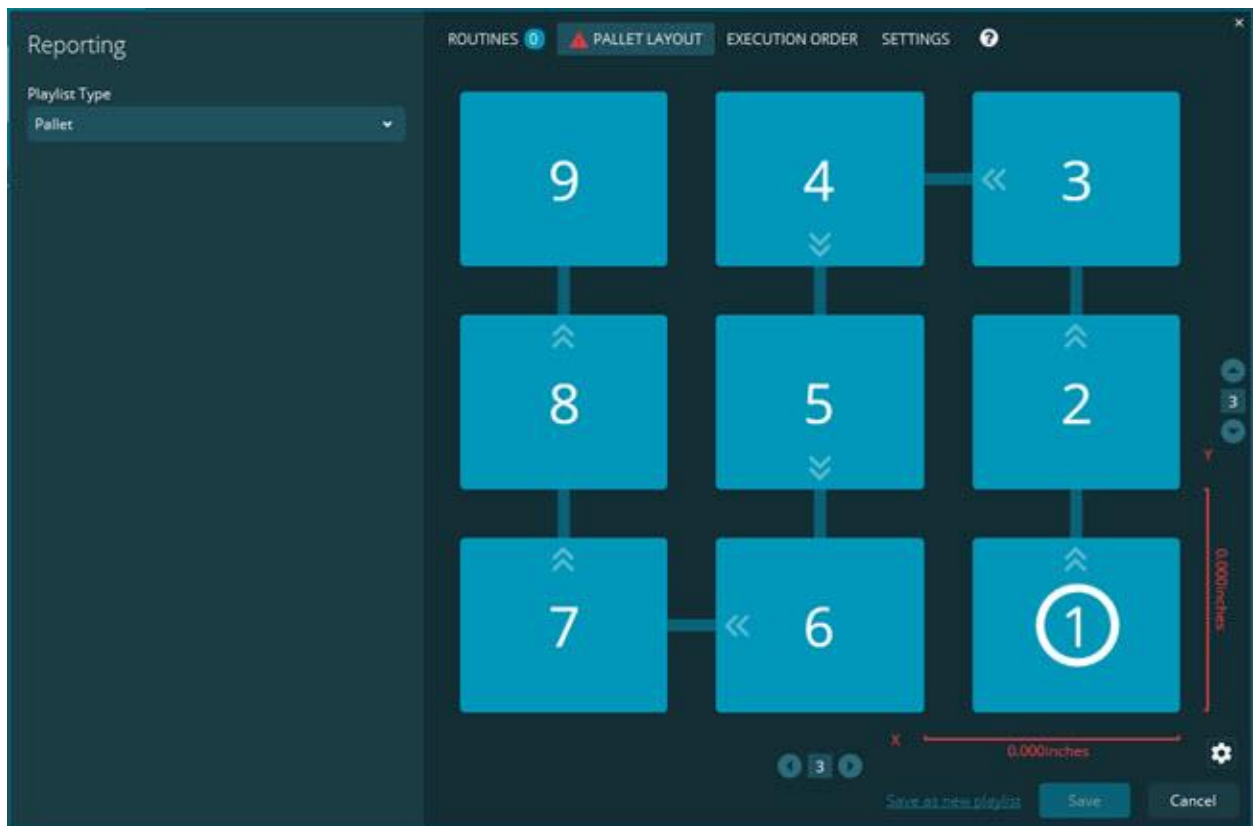 Reporting
Playlist Type
Pallet
ROUTINES 0 PALLET LAYOUT EXECUTION ORDER SETTINGS ?
9 4 3
8 5 2
3
Y
7 6 1
0.000inches
X
0.000inches
3
Save as new playlist Save Cancel